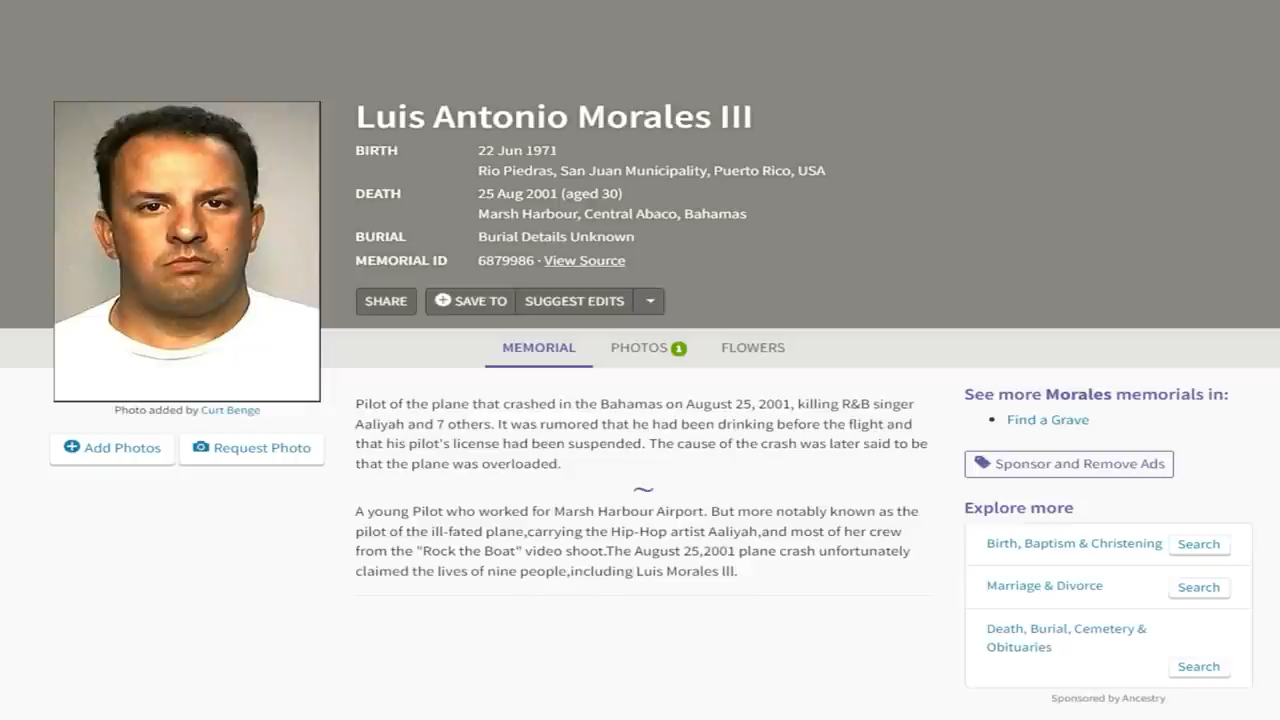 Luis Antonio Morales III
BIRTH 22 Jun 1971
Rio Piedras, San Juan Municipality, Puerto Rico, USA
DEATH 25 Aug 2001 (aged 30)
Marsh Harbour, Central Abaco, Bahamas
BURIAL Burial Details Unknown
MEMORIAL ID 6879986 · View Source
SHARE SAVE TO SUGGEST EDITS
MEMORIAL PHOTOS 1 FLOWERS
Photo added by Curt Benge
Add Photos Request Photo
Pilot of the plane that crashed in the Bahamas on August 25, 2001, killing R&B singer
Aaliyah and 7 others. It was rumored that he had been drinking before the flight and
that his pilot's license had been suspended. The cause of the crash was later said to be
that the plane was overloaded.
~
A young Pilot who worked for Marsh Harbour Airport. But more notably known as the
pilot of the ill-fated plane,carrying the Hip-Hop artist Aaliyah,and most of her crew
from the "Rock the Boat" video shoot.The August 25,2001 plane crash unfortunately
claimed the lives of nine people,including Luis Morales lll.
See more Morales memorials in:
• Find a Grave
Sponsor and Remove Ads
Explore more
Birth, Baptism & Christening Search
Marriage & Divorce Search
Death, Burial, Cemetery &
Obituaries
Search
Sponsored by Ancestry